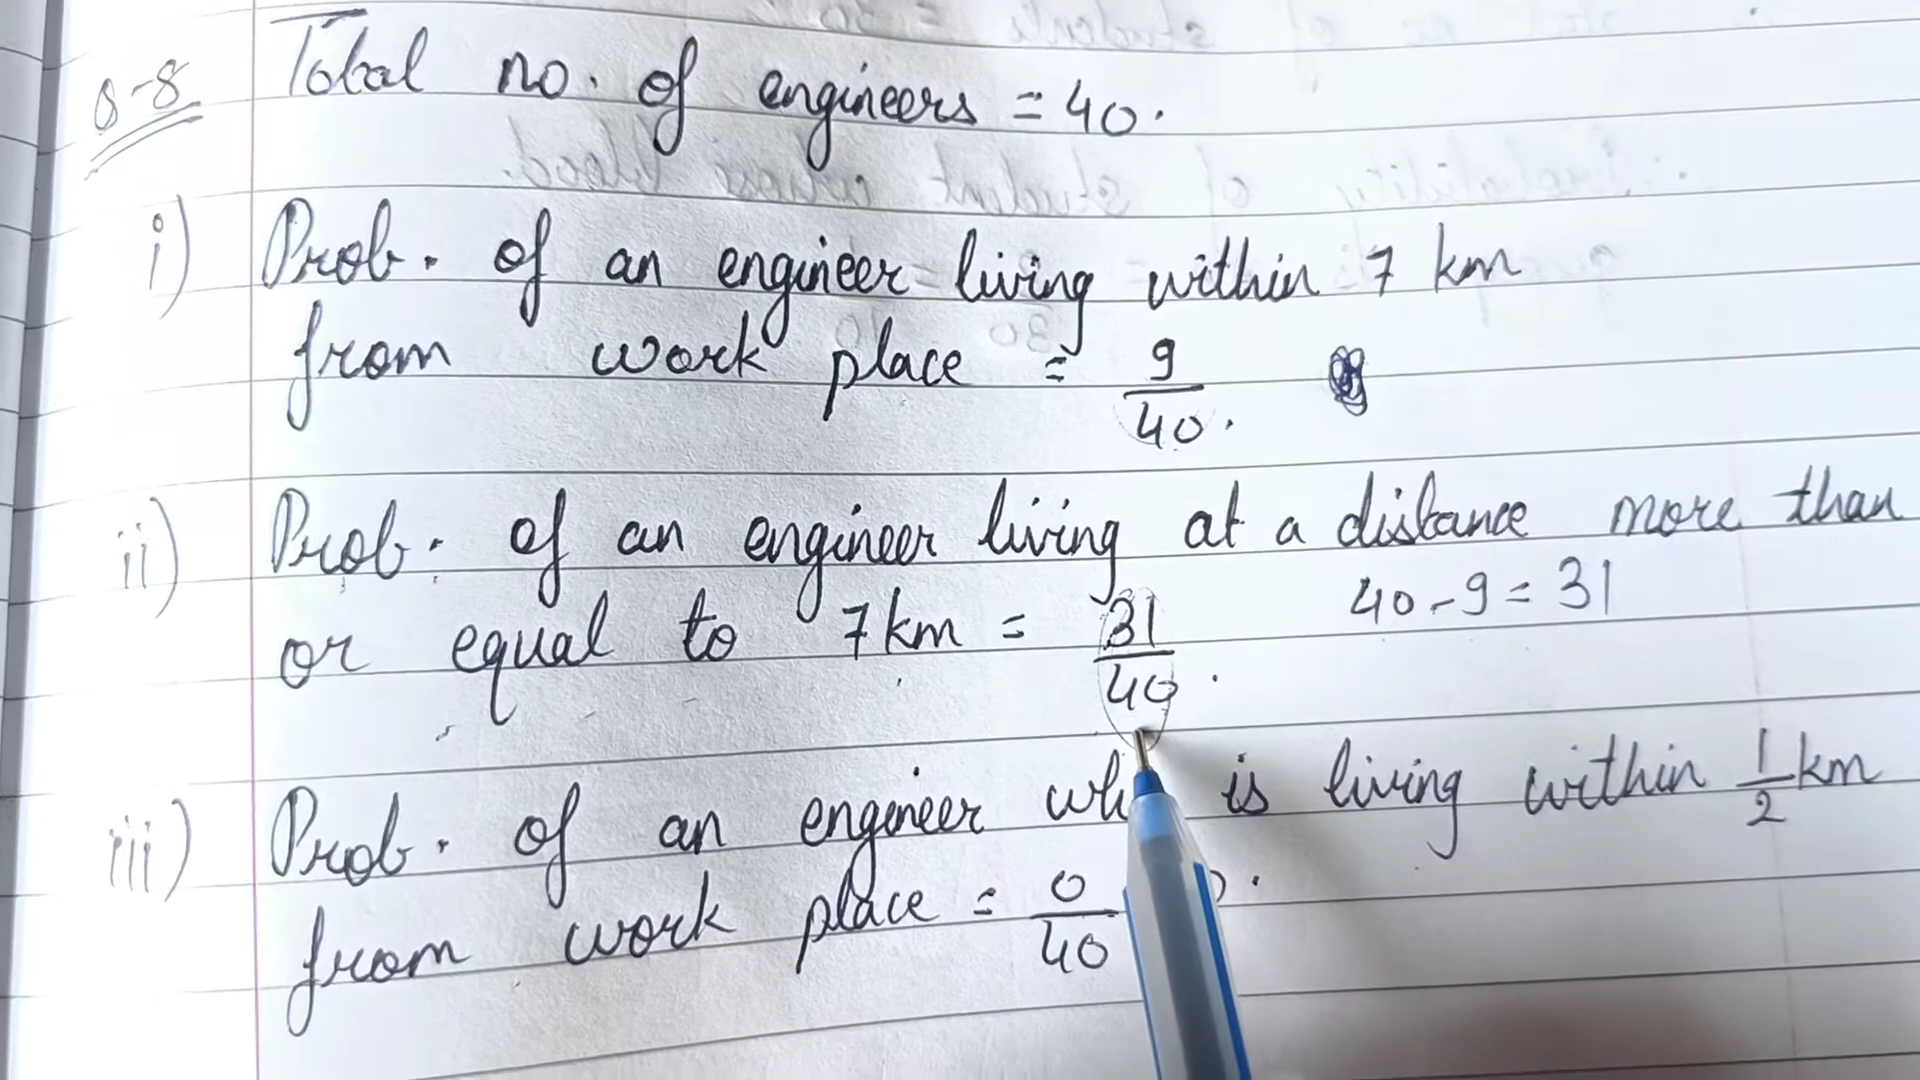 Q-8 Total no. of engineers = 40.
i) Prob. of an engineer living within 7 km
from work place = 9/40.
ii) Prob. of an engineer living at a distance more than
40 - 9 = 31
or equal to 7 km = 31/40.
iii) Prob. of an engineer is living within 1/2 km
from work place = 0/40